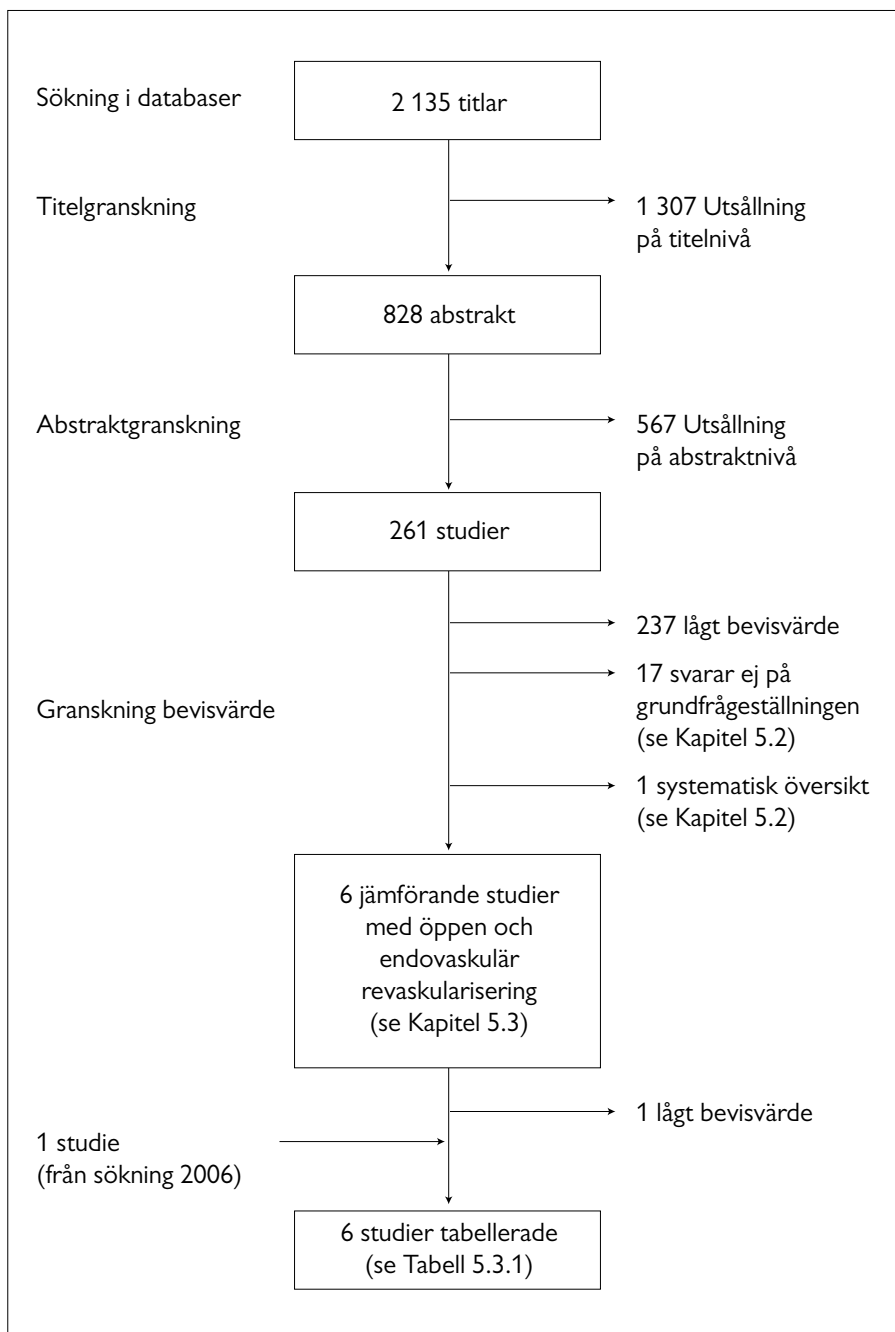 Sökning i databaser
2 135 titlar
Titelgranskning
1 307 Utsållning
på titelnivå
828 abstrakt
Abstraktgranskning
567 Utsållning
på abstraktnivå
261 studier
237 lågt bevisvärde
17 svarar ej på
grundfrågeställningen
(se Kapitel 5.2)
Granskning bevisvärde
1 systematisk översikt
(se Kapitel 5.2)
6 jämförande studier
med öppen och
endovaskulär
revaskularisering
(se Kapitel 5.3)
1 lågt bevisvärde
1 studie
(från sökning 2006)
6 studier tabellerade
(se Tabell 5.3.1)